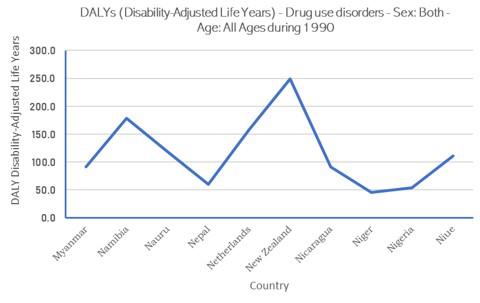 DALYs (Disability-Adjusted Life Years) - Drug use disorders - Sex: Both -
Age: All Ages during 1990
DALY Disability-Adjusted Life Years
300.0
250.0
200.0
150.0
100.0
50.0
0.0
Myanmar
Namibia
Nauru
Nepal
Netherlands
New Zealand
Nicaragua
Niger
Nigeria
Niue
Country